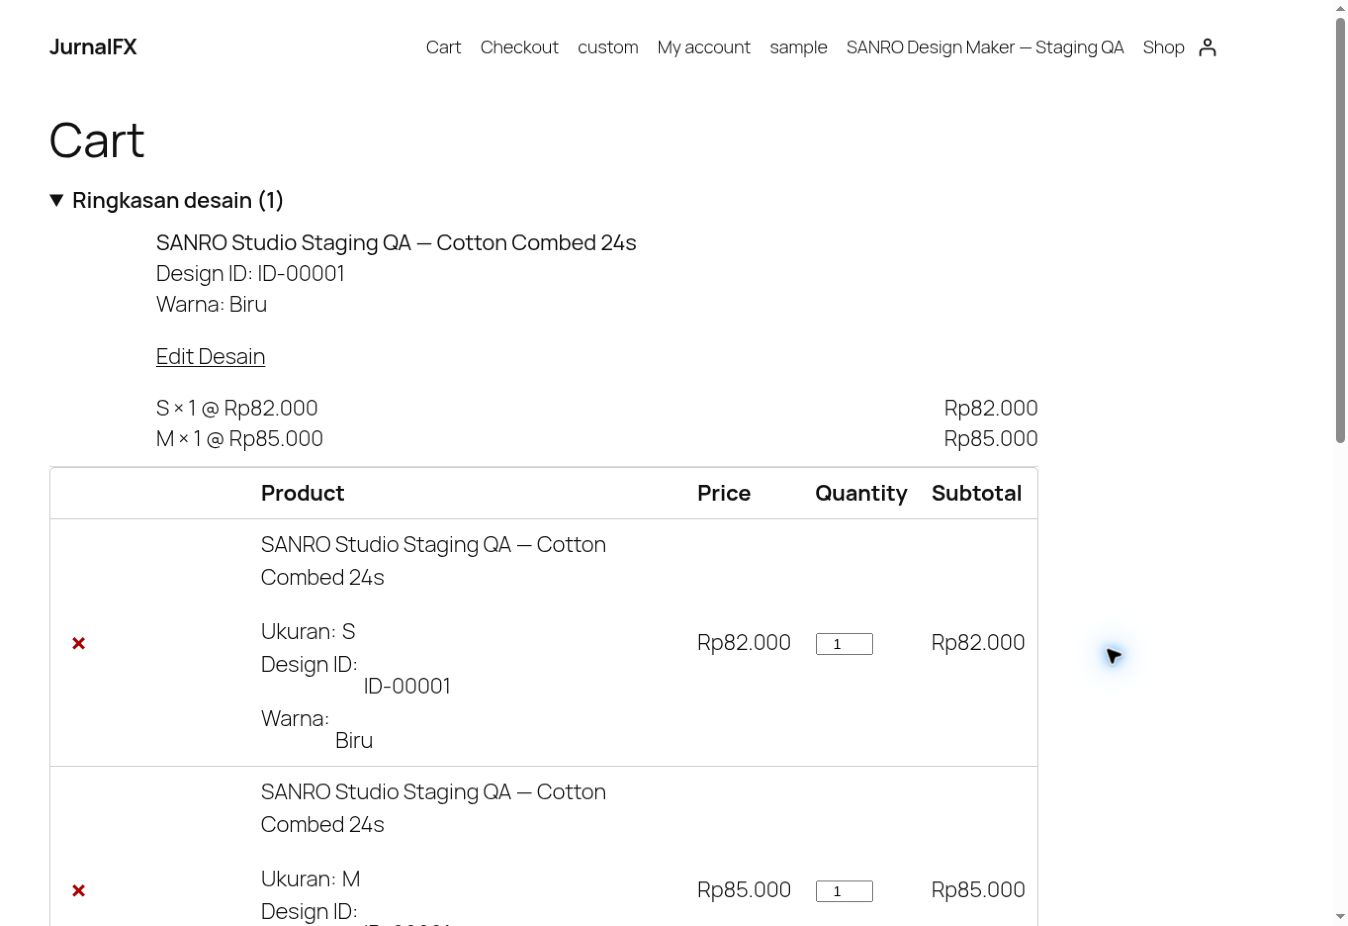 JurnalFX
Cart Checkout custom My account sample SANRO Design Maker — Staging QA Shop
Cart
▼ Ringkasan desain (1)
SANRO Studio Staging QA — Cotton Combed 24s
Design ID: ID-00001
Warna: Biru
Edit Desain
S × 1 @ Rp82.000 Rp82.000
M × 1 @ Rp85.000 Rp85.000
Product Price Quantity Subtotal
SANRO Studio Staging QA — Cotton
Combed 24s
Ukuran: S
× Rp82.000 1 Rp82.000
Design ID:
ID-00001
Warna:
Biru
SANRO Studio Staging QA — Cotton
Combed 24s
Ukuran: M
× Rp85.000 1 Rp85.000
Design ID: